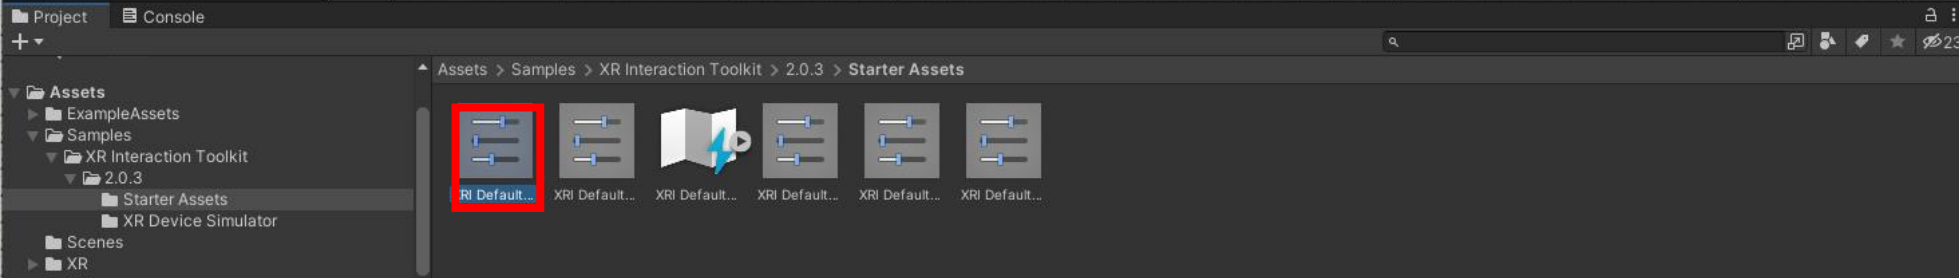 Project Console
23
Assets > Samples > XR Interaction Toolkit > 2.0.3 > Starter Assets
Assets
ExampleAssets
Samples
XR Interaction Toolkit
2.0.3
Starter Assets
XR Device Simulator
Scenes
XR
XRI Default... XRI Default... XRI Default... XRI Default... XRI Default... XRI Default...